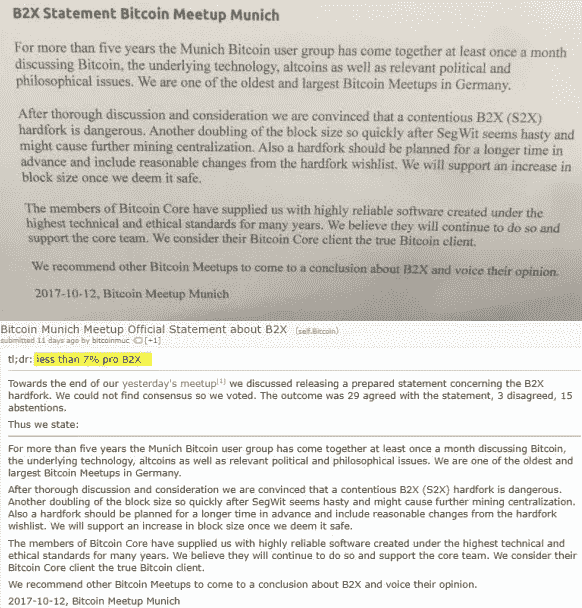 B2X Statement Bitcoin Meetup Munich
For more than five years the Munich Bitcoin user group has come together at least once a month
discussing Bitcoin, the underlying technology, altcoins as well as relevant political and
philosophical issues. We are one of the oldest and largest Bitcoin Meetups in Germany.
After thorough discussion and consideration we are convinced that a contentious B2X (S2X)
hardfork is dangerous. Another doubling of the block size so quickly after SegWit seems hasty and
might cause further mining centralization. Also a hardfork should be planned for a longer time in
advance and include reasonable changes from the hardfork wishlist. We will support an increase in
block size once we deem it safe.
The members of Bitcoin Core have supplied us with highly reliable software created under the
highest technical and ethical standards for many years. We believe they will continue to do so and
support the core team. We consider their Bitcoin Core client the true Bitcoin client.
We recommend other Bitcoin Meetups to come to a conclusion about B2X and voice their opinion.
2017-10-12, Bitcoin Meetup Munich
Bitcoin Munich Meetup Official Statement about B2X (self.Bitcoin)
submitted 11 days ago by bitcoinmuc [+1]
tl;dr: less than 7% pro B2X
Towards the end of our yesterday's meetup[1] we discussed releasing a prepared statement concerning the B2X
hardfork. We could not find consensus so we voted. The outcome was 29 agreed with the statement, 3 disagreed, 15
abstentions.
Thus we state:
For more than five years the Munich Bitcoin user group has come together at least once a month discussing Bitcoin,
the underlying technology, altcoins as well as relevant political and philosophical issues. We are one of the oldest and
largest Bitcoin Meetups in Germany.
After thorough discussion and consideration we are convinced that a contentious B2X (S2X) hardfork is dangerous.
Another doubling of the block size so quickly after SegWit seems hasty and might cause further mining centralization.
Also a hardfork should be planned for a longer time in advance and include reasonable changes from the hardfork
wishlist. We will support an increase in block size once we deem it safe.
The members of Bitcoin Core have supplied us with highly reliable software created under the highest technical and
ethical standards for many years. We believe they will continue to do so and support the core team. We consider their
Bitcoin Core client the true Bitcoin client.
We recommend other Bitcoin Meetups to come to a conclusion about B2X and voice their opinion.
2017-10-12, Bitcoin Meetup Munich